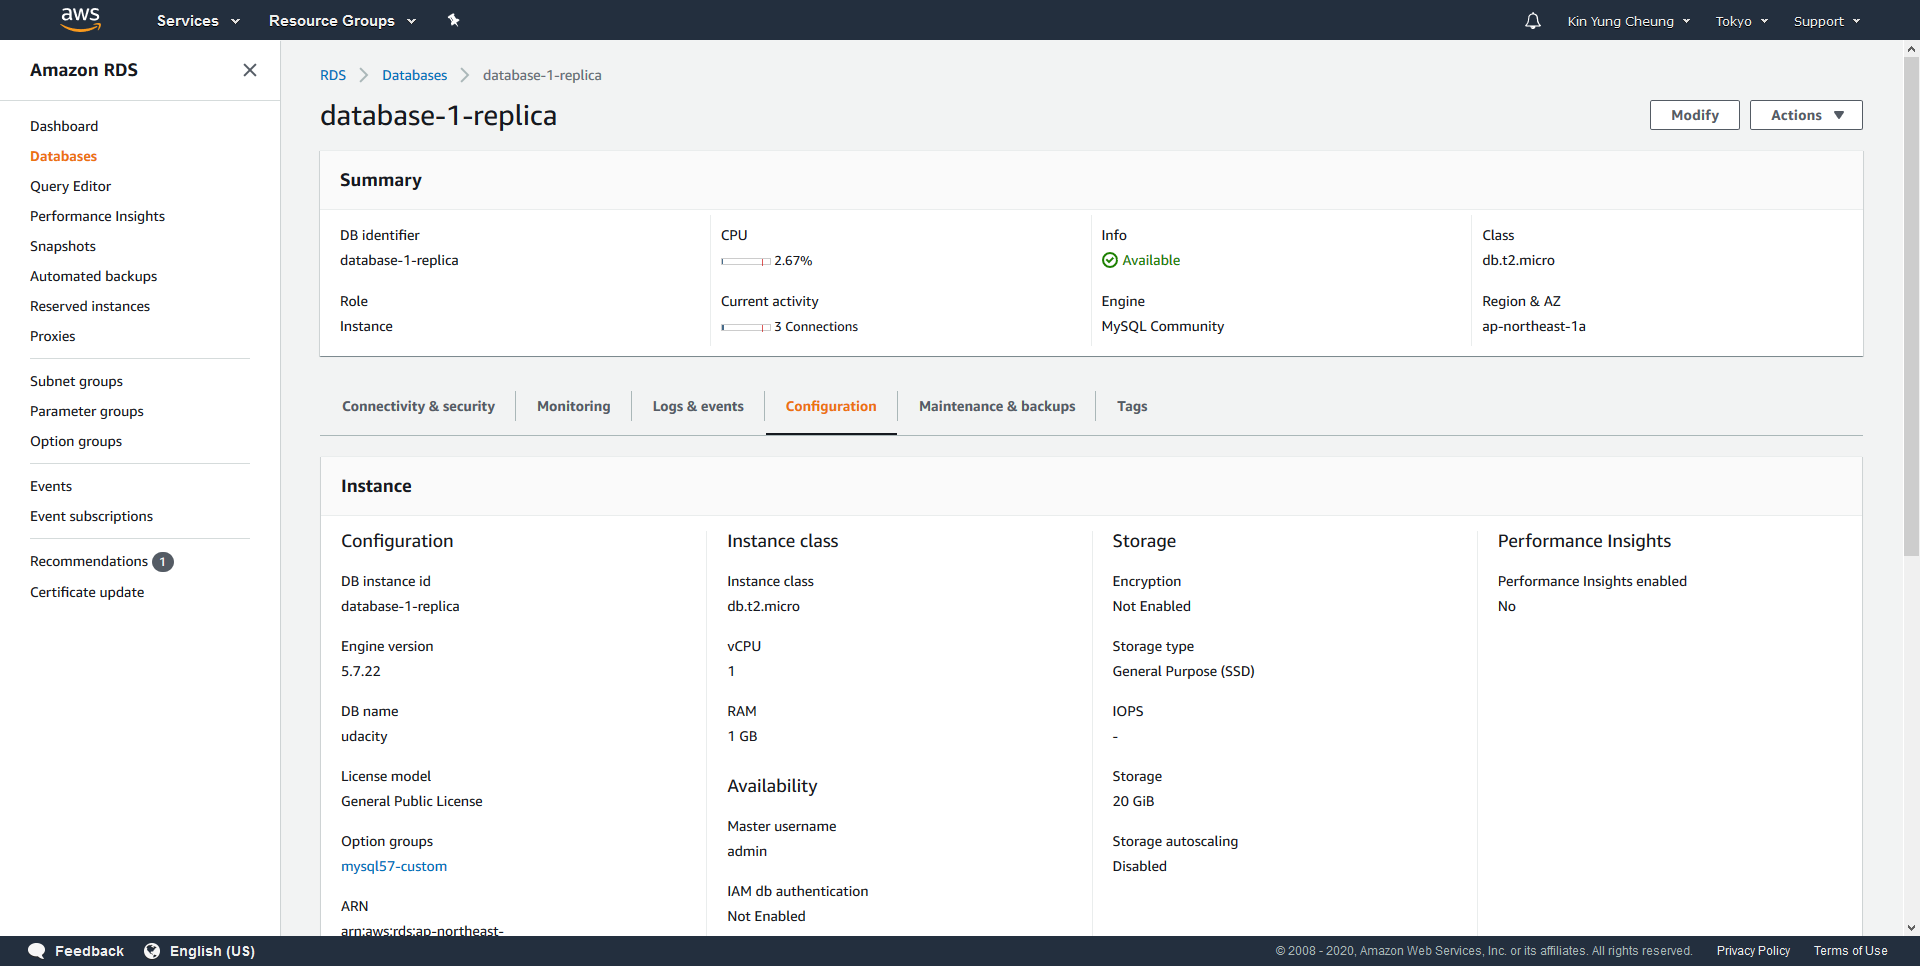 aws Services Resource Groups Kin Yung Cheung Tokyo Support
Amazon RDS
Dashboard
Databases
Query Editor
Performance Insights
Snapshots
Automated backups
Reserved instances
Proxies
Subnet groups
Parameter groups
Option groups
Events
Event subscriptions
Recommendations 1
Certificate update
RDS Databases database-1-replica
database-1-replica
Modify Actions
Summary
DB identifier
database-1-replica
Role
Instance
CPU
2.67%
Current activity
3 Connections
Info
Available
Engine
MySQL Community
Class
db.t2.micro
Region & AZ
ap-northeast-1a
Connectivity & security Monitoring Logs & events Configuration Maintenance & backups Tags
Instance
Configuration
DB instance id
database-1-replica
Engine version
5.7.22
DB name
udacity
License model
General Public License
Option groups
mysql57-custom
ARN
arn:aws:rds:ap-northeast-
Instance class
Instance class
db.t2.micro
vCPU
1
RAM
1 GB
Availability
Master username
admin
IAM db authentication
Not Enabled
Storage
Encryption
Not Enabled
Storage type
General Purpose (SSD)
IOPS
-
Storage
20 GiB
Storage autoscaling
Disabled
Performance Insights
Performance Insights enabled
No
Feedback English (US) © 2008 - 2020, Amazon Web Services, Inc. or its affiliates. All rights reserved. Privacy Policy Terms of Use